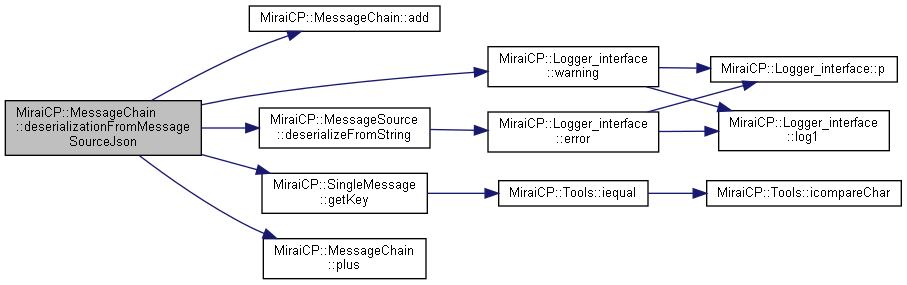 MiraiCP::MessageChain
::deserializationFromMessage
SourceJson
MiraiCP::MessageChain::add
MiraiCP::Logger_interface
::warning
MiraiCP::Logger_interface::p
MiraiCP::Logger_interface
::log1
MiraiCP::MessageSource
::deserializeFromString
MiraiCP::Logger_interface
::error
MiraiCP::SingleMessage
::getKey
MiraiCP::Tools::iequal
MiraiCP::Tools::icompareChar
MiraiCP::MessageChain
::plus